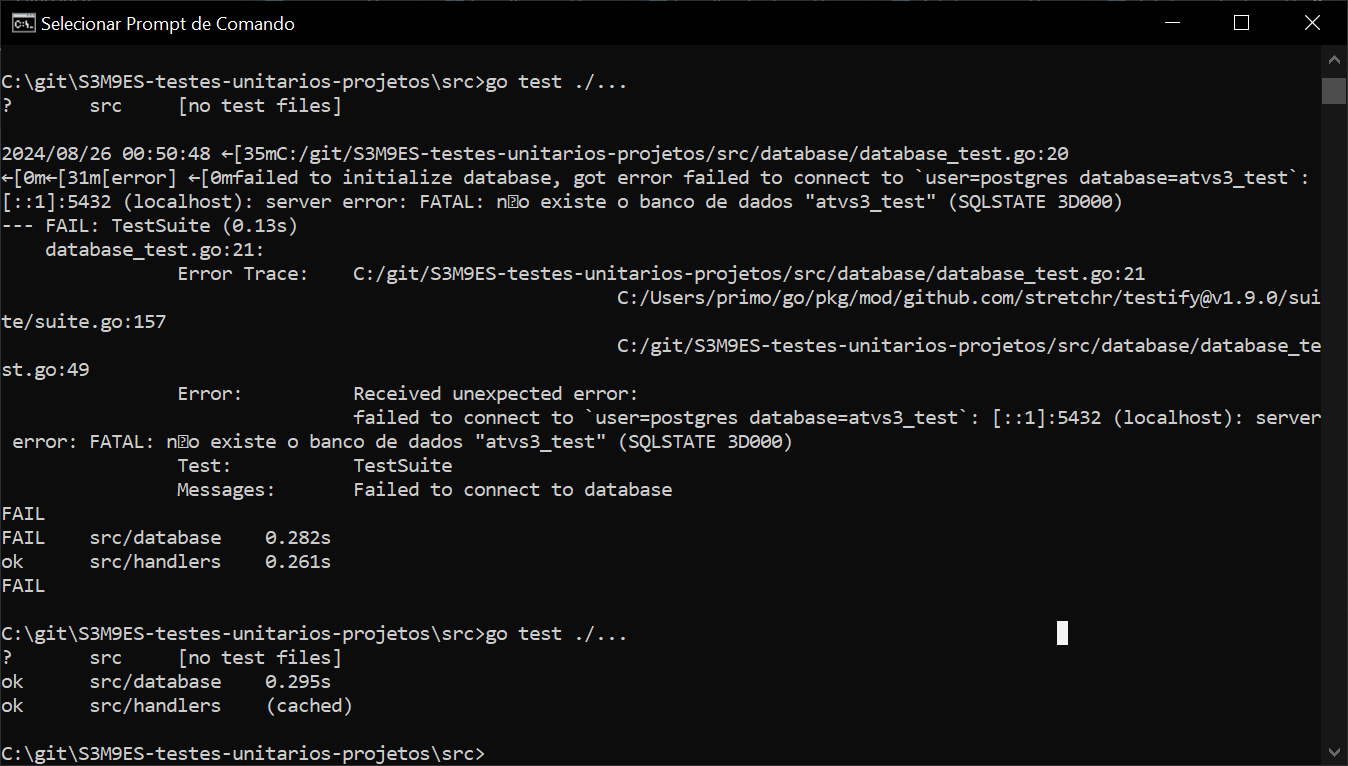 Selecionar Prompt de Comando
C:\git\S3M9ES-testes-unitarios-projetos\src>go test ./...
?       src     [no test files]
2024/08/26 00:50:48 ←[35mC:/git/S3M9ES-testes-unitarios-projetos/src/database/database_test.go:20
←[0m←[31m[error] ←[0mfailed to initialize database, got error failed to connect to `user=postgres database=atvs3_test`:
[::1]:5432 (localhost): server error: FATAL: n�o existe o banco de dados "atvs3_test" (SQLSTATE 3D000)
--- FAIL: TestSuite (0.13s)
    database_test.go:21:
                Error Trace:    C:/git/S3M9ES-testes-unitarios-projetos/src/database/database_test.go:21
                                                        C:/Users/primo/go/pkg/mod/github.com/stretchr/testify@v1.9.0/sui
te/suite.go:157
                                                        C:/git/S3M9ES-testes-unitarios-projetos/src/database/database_te
st.go:49
                Error:          Received unexpected error:
                                failed to connect to `user=postgres database=atvs3_test`: [::1]:5432 (localhost): server
 error: FATAL: n�o existe o banco de dados "atvs3_test" (SQLSTATE 3D000)
                Test:           TestSuite
                Messages:       Failed to connect to database
FAIL
FAIL    src/database    0.282s
ok      src/handlers    0.261s
FAIL
C:\git\S3M9ES-testes-unitarios-projetos\src>go test ./...
?       src     [no test files]
ok      src/database    0.295s
ok      src/handlers    (cached)
C:\git\S3M9ES-testes-unitarios-projetos\src>